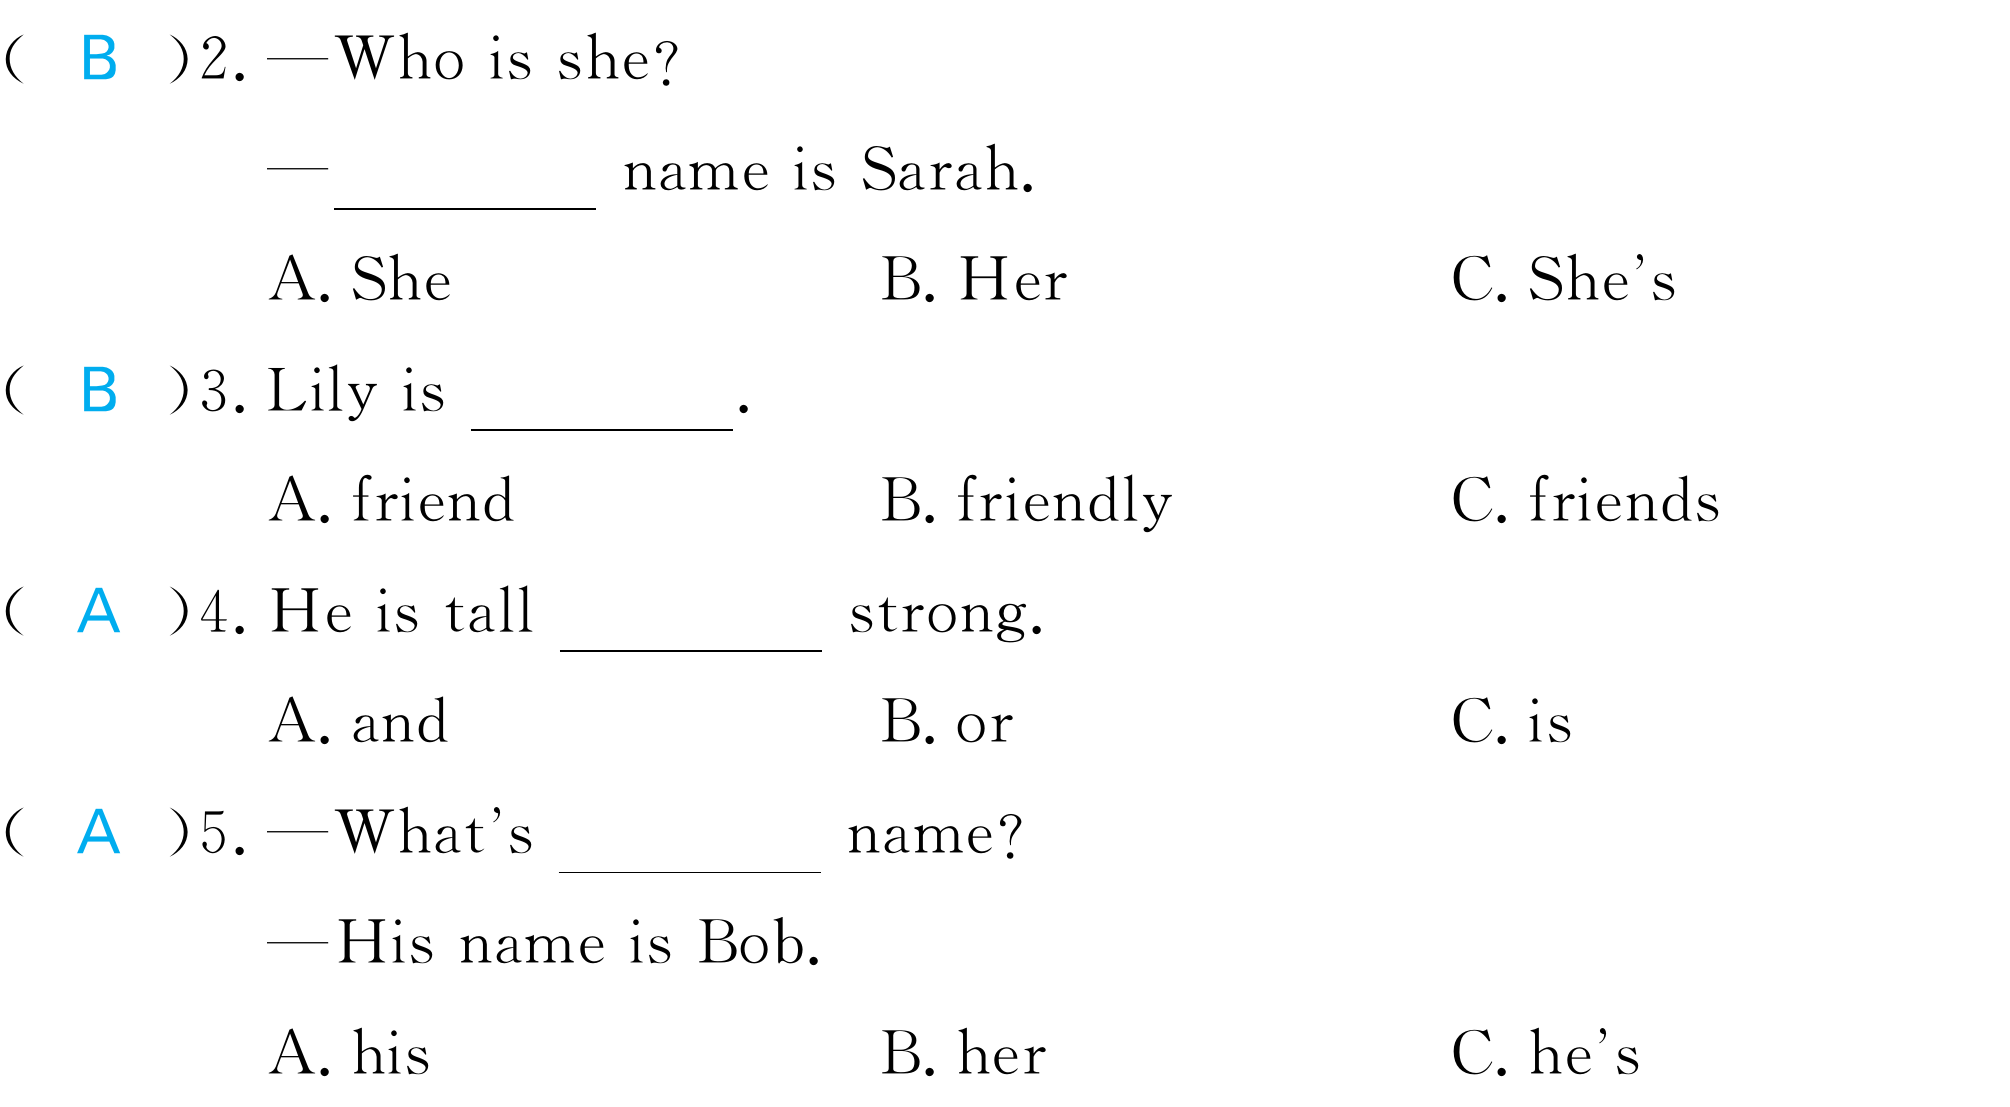 ( B )2. —Who is she?
—________ name is Sarah.
A. She B. Her C. She's
( B )3. Lily is ________.
A. friend B. friendly C. friends
( A )4. He is tall ________ strong.
A. and B. or C. is
( A )5. —What's ________ name?
—His name is Bob.
A. his B. her C. he's